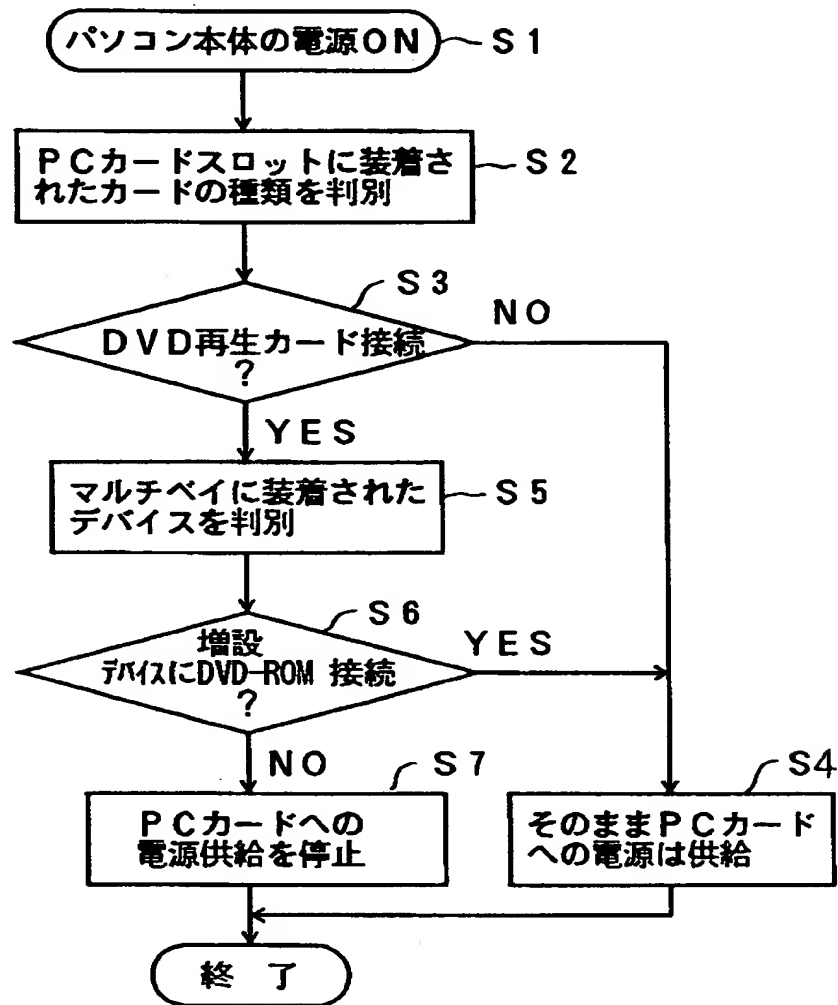 パソコン本体の電源ON
S1
PCカードスロットに装着さ
れたカードの種類を判別
S2
S3
DVD再生カード接続
?
NO
YES
マルチベイに装着された
デバイスを判別
S5
S6
増設
デバイスにDVD-ROM 接続
?
YES
NO
S7
PCカードへの
電源供給を停止
S4
そのままPCカード
への電源は供給
終 了